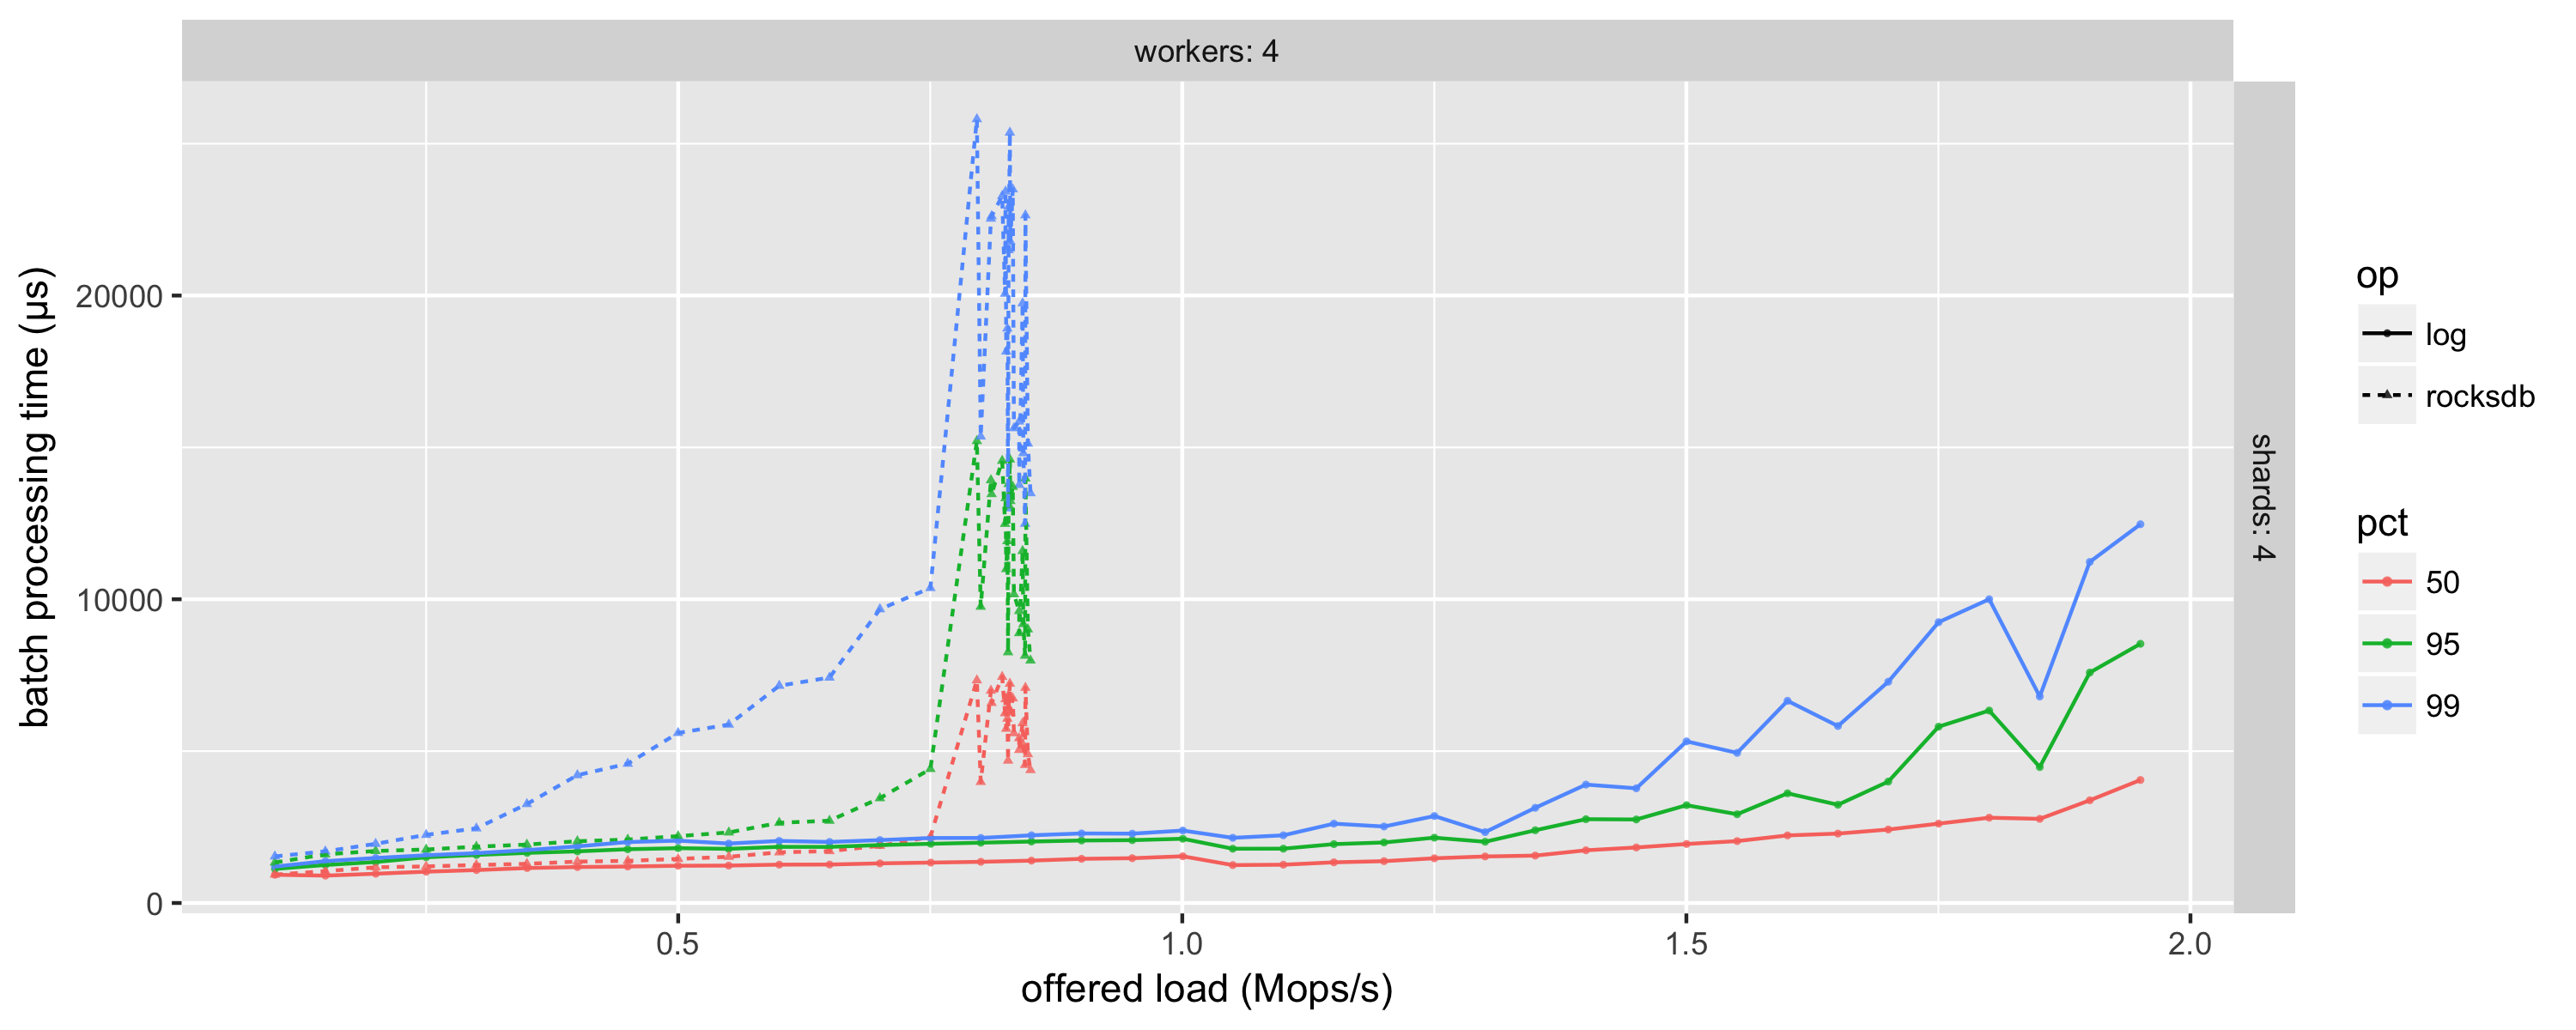 workers: 4
shards: 4
batch processing time (µs)
20000
10000
0
0.5
1.0
1.5
2.0
offered load (Mops/s)
op
log
rocksdb
pct
50
95
99